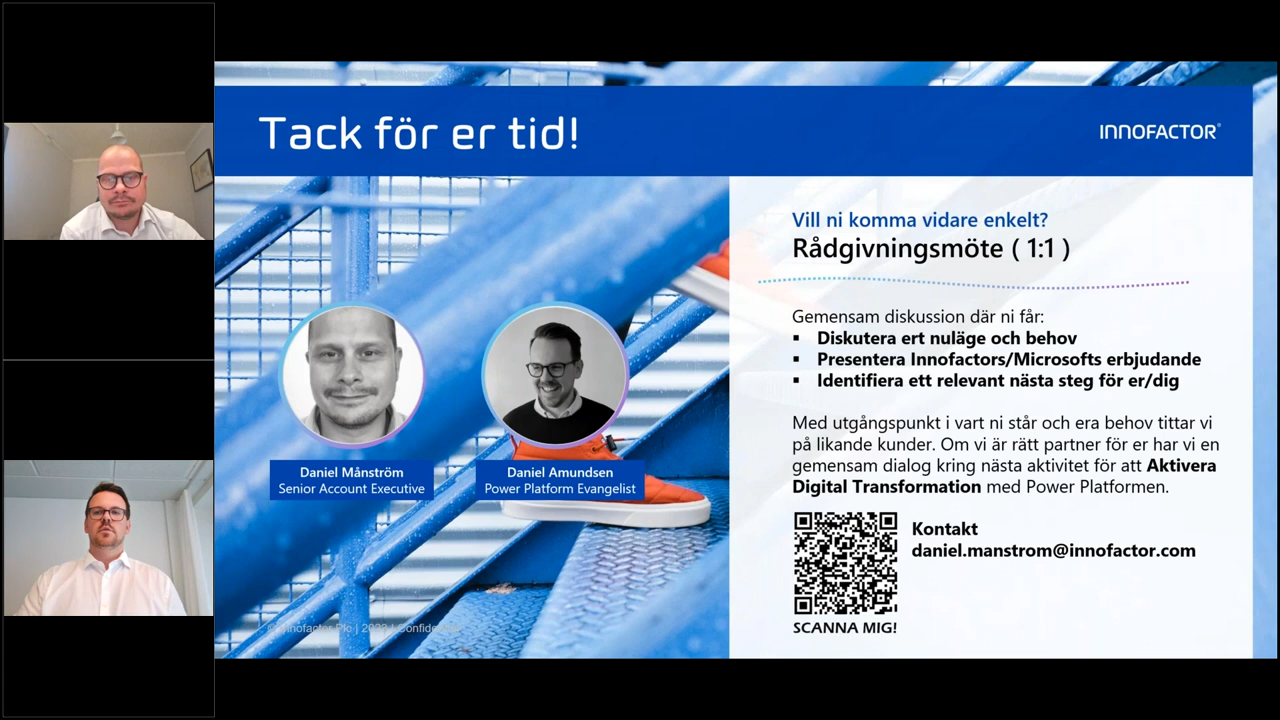 Tack för er tid!
INNOFACTOR®
Vill ni komma vidare enkelt?
Rådgivningsmöte ( 1:1 )
Gemensam diskussion där ni får:
▪ Diskutera ert nuläge och behov
▪ Presentera Innofactors/Microsofts erbjudande
▪ Identifiera ett relevant nästa steg för er/dig
Med utgångspunkt i vart ni står och era behov tittar vi
på likande kunder. Om vi är rätt partner för er har vi en
gemensam dialog kring nästa aktivitet för att Aktivera
Digital Transformation med Power Platformen.
Daniel Månström
Senior Account Executive
Daniel Amundsen
Power Platform Evangelist
Kontakt
daniel.manstrom@innofactor.com
SCANNA MIG!
Innofactor Plc |